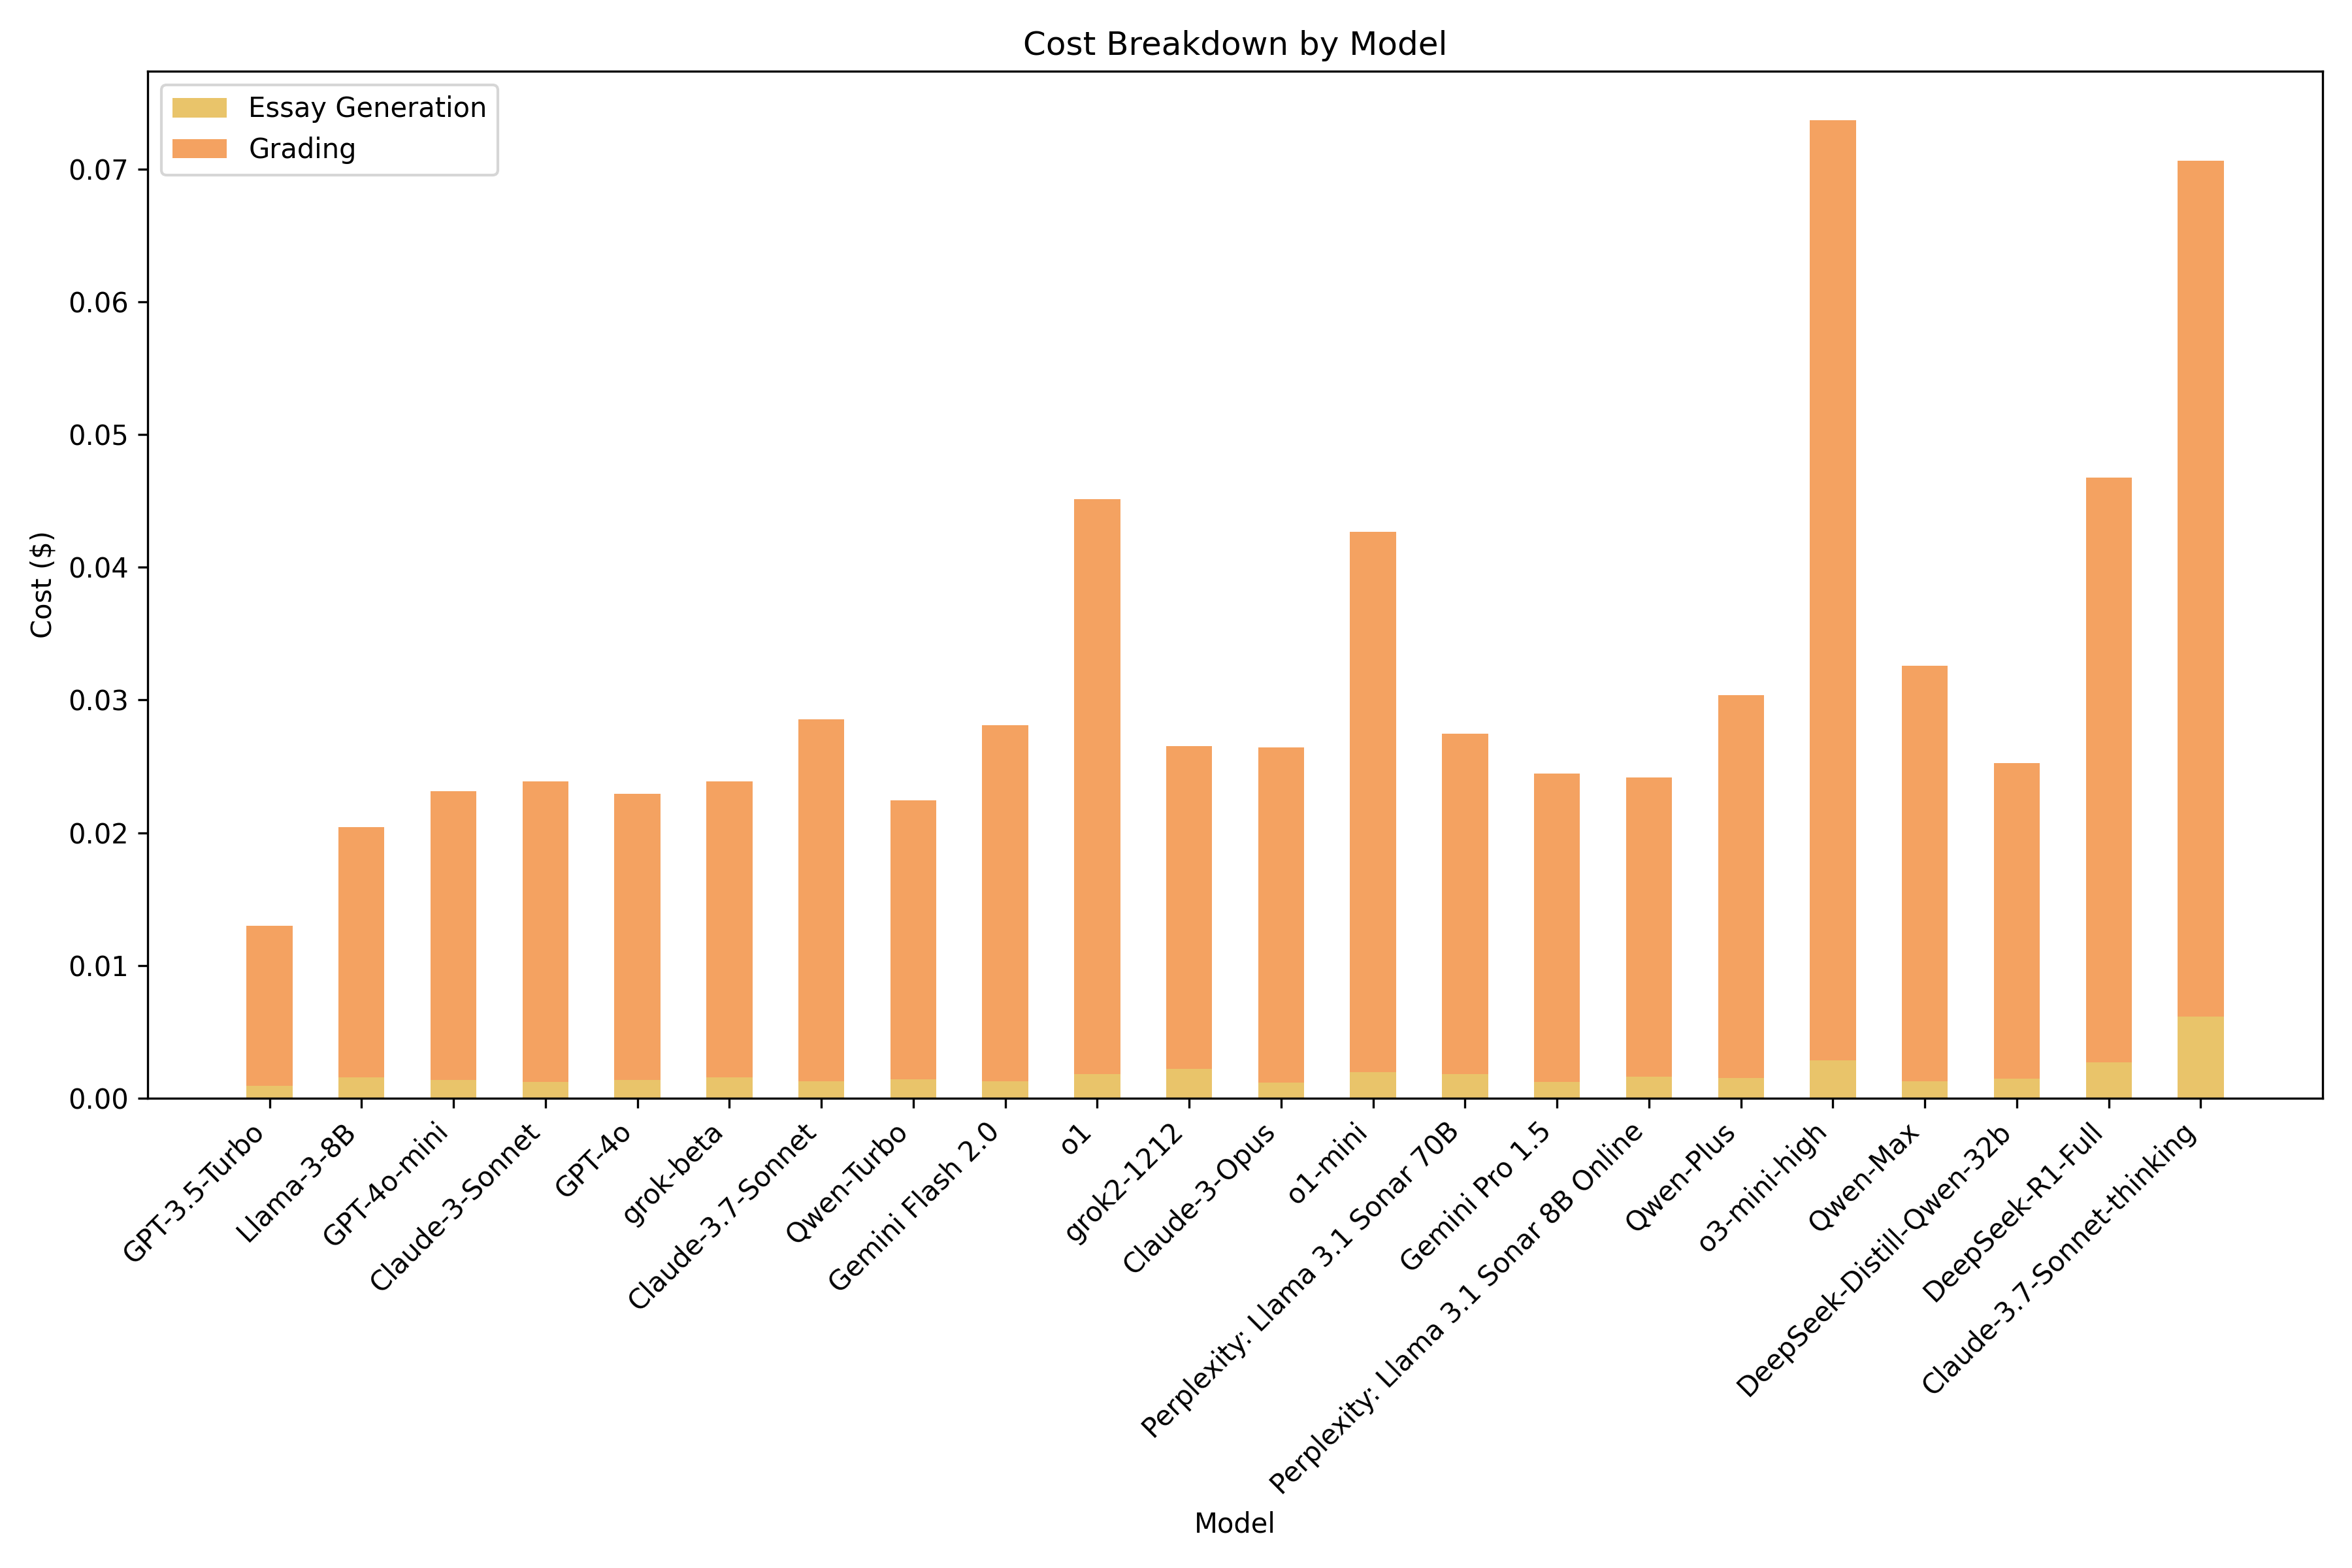 Cost Breakdown by Model
Essay Generation
Grading
Cost ($)
0.07
0.06
0.05
0.04
0.03
0.02
0.01
0.00
GPT-3.5-Turbo
Llama-3-8B
GPT-4o-mini
Claude-3-Sonnet
GPT-4o
grok-beta
Claude-3.7-Sonnet
Qwen-Turbo
Gemini Flash 2.0
o1
grok2-1212
Claude-3-Opus
o1-mini
Perplexity: Llama 3.1 Sonar 70B
Gemini Pro 1.5
Perplexity: Llama 3.1 Sonar 8B Online
Qwen-Plus
o3-mini-high
Qwen-Max
DeepSeek-Distill-Qwen-32b
DeepSeek-R1-Full
Claude-3.7-Sonnet-thinking
Model